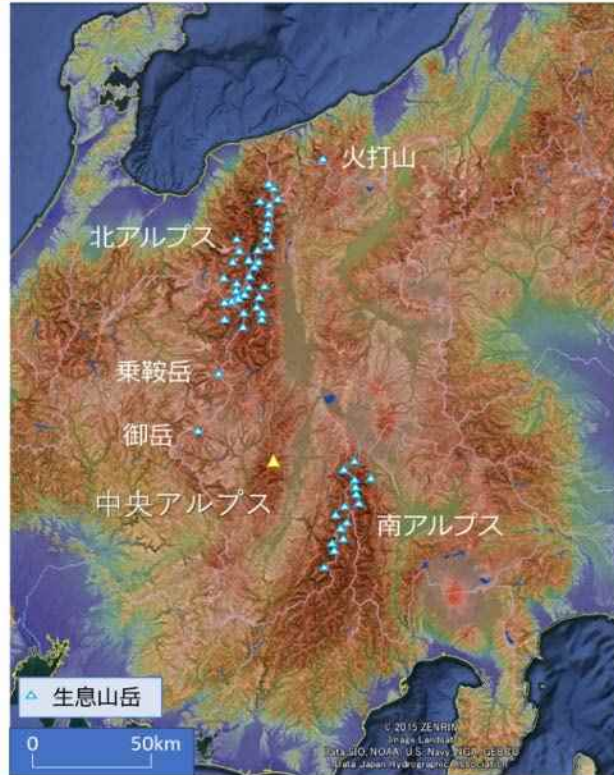 火打山
北アルプス
乗鞍岳
御岳
中央アルプス
南アルプス
生息山岳
0 50km
© 2015 ZENRIN
Image Landsat
Data SIO, NOAA, U.S. Navy, NGA, GEBCO
Data Japan Hydrographic Association